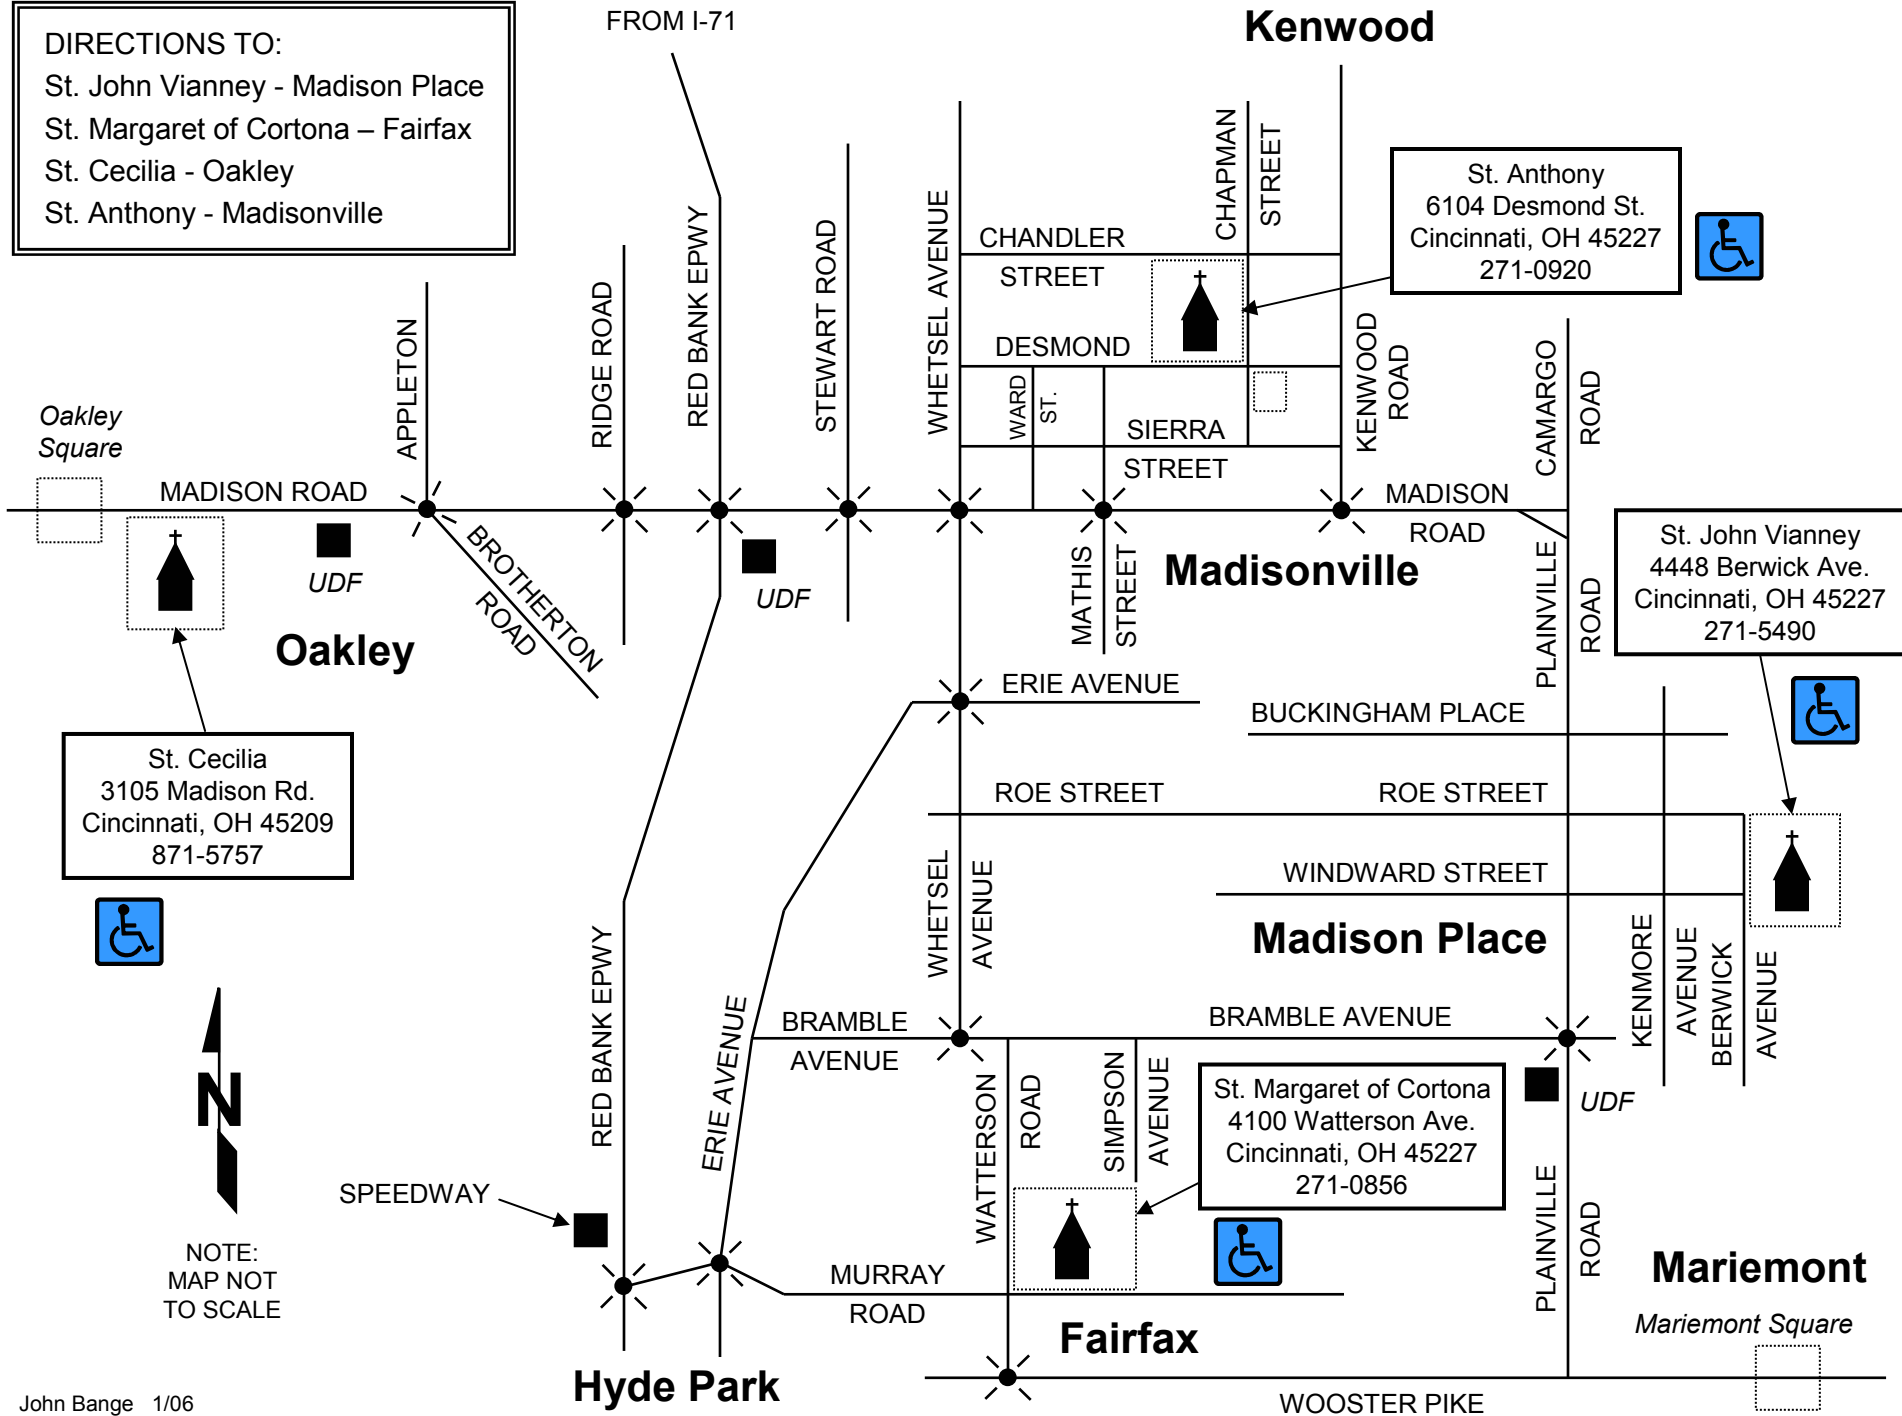 DIRECTIONS TO:
St. John Vianney - Madison Place
St. Margaret of Cortona – Fairfax
St. Cecilia - Oakley
St. Anthony - Madisonville
FROM I-71
Kenwood
CHAPMAN
STREET
St. Anthony
6104 Desmond St.
Cincinnati, OH 45227
271-0920
CHANDLER
STREET
DESMOND
WARD
ST.
SIERRA
STREET
APPLETON
RIDGE ROAD
RED BANK EPWY
STEWART ROAD
WHETSEL AVENUE
KENWOOD
ROAD
CAMARGO
ROAD
Oakley
Square
MADISON ROAD
MADISON
ROAD
UDF
BROTHERTON
ROAD
UDF
MATHIS
STREET
Madisonville
PLAINVILLE
ROAD
St. John Vianney
4448 Berwick Ave.
Cincinnati, OH 45227
271-5490
Oakley
ERIE AVENUE
BUCKINGHAM PLACE
St. Cecilia
3105 Madison Rd.
Cincinnati, OH 45209
871-5757
ROE STREET
ROE STREET
WINDWARD STREET
WHETSEL
AVENUE
Madison Place
KENMORE
AVENUE
BERWICK
AVENUE
RED BANK EPWY
ERIE AVENUE
BRAMBLE
AVENUE
BRAMBLE AVENUE
WATTERSON
ROAD
SIMPSON
AVENUE
St. Margaret of Cortona
4100 Watterson Ave.
Cincinnati, OH 45227
271-0856
UDF
N
NOTE:
MAP NOT
TO SCALE
SPEEDWAY
MURRAY
ROAD
PLAINVILLE
ROAD
Mariemont
Mariemont Square
Fairfax
Hyde Park
WOOSTER PIKE
John Bange 1/06